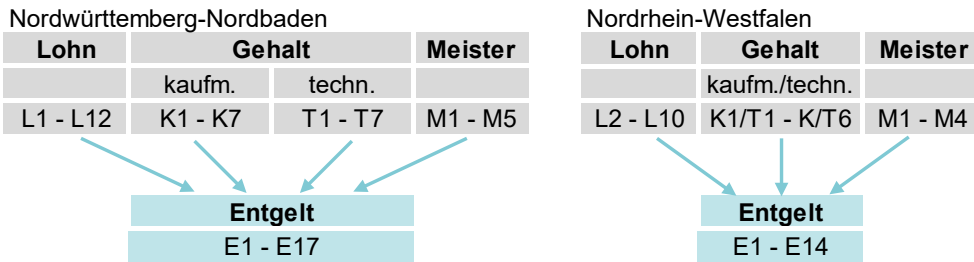 Nordwürttemberg-Nordbaden
Lohn Gehalt Meister
kaufm. techn.
L1 - L12 K1 - K7 T1 - T7 M1 - M5
Entgelt
E1 - E17
Nordrhein-Westfalen
Lohn Gehalt Meister
kaufm./techn.
L2 - L10 K1/T1 - K/T6 M1 - M4
Entgelt
E1 - E14